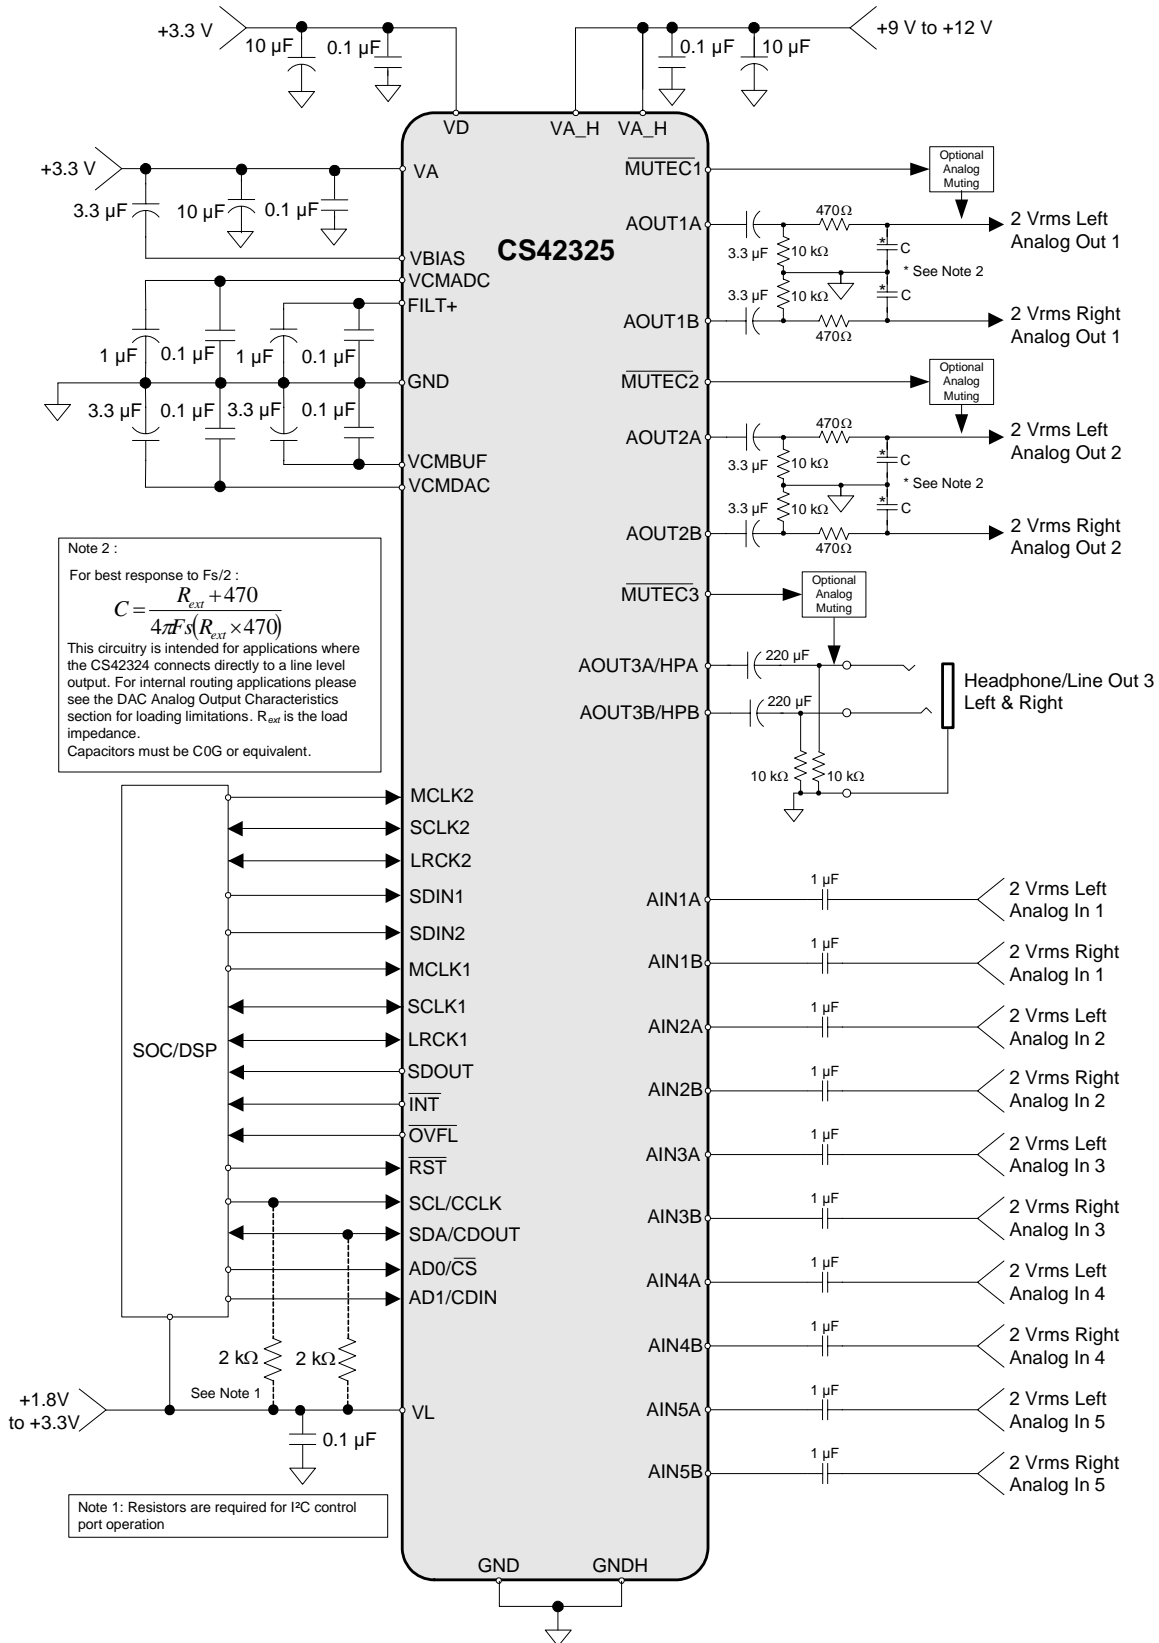 +3.3 V
10 µF
0.1 µF
0.1 µF
10 µF
+9 V to +12 V
VD
VA_H
VA_H
+3.3 V
VA
3.3 µF
10 µF
0.1 µF
VBIAS
VCMADC
FILT+
1 µF
0.1 µF
1 µF
0.1 µF
GND
3.3 µF
0.1 µF
3.3 µF
0.1 µF
VCMBUF
VCMDAC
CS42325
MUTEC1
Optional
Analog
Muting
AOUT1A
470Ω
2 Vrms Left
Analog Out 1
3.3 µF
10 kΩ
* C
* See Note 2
3.3 µF
10 kΩ
* C
AOUT1B
470Ω
2 Vrms Right
Analog Out 1
MUTEC2
Optional
Analog
Muting
AOUT2A
470Ω
2 Vrms Left
Analog Out 2
3.3 µF
10 kΩ
* C
* See Note 2
3.3 µF
10 kΩ
* C
AOUT2B
470Ω
2 Vrms Right
Analog Out 2
MUTEC3
Optional
Analog
Muting
AOUT3A/HPA
220 µF
AOUT3B/HPB
220 µF
Headphone/Line Out 3
Left & Right
10 kΩ
10 kΩ
Note 2 :
For best response to Fs/2 :
C = (R_ext + 470) / (4πFs(R_ext × 470))
This circuitry is intended for applications where
the CS42324 connects directly to a line level
output. For internal routing applications please
see the DAC Analog Output Characteristics
section for loading limitations. Rext is the load
impedance.
Capacitors must be C0G or equivalent.
SOC/DSP
MCLK2
SCLK2
LRCK2
SDIN1
SDIN2
MCLK1
SCLK1
LRCK1
SDOUT
INT
OVFL
RST
SCL/CCLK
SDA/CDOUT
AD0/CS
AD1/CDIN
2 kΩ
2 kΩ
See Note 1
+1.8V
to +3.3V
VL
0.1 µF
Note 1: Resistors are required for I²C control
port operation
AIN1A
1 µF
2 Vrms Left
Analog In 1
AIN1B
1 µF
2 Vrms Right
Analog In 1
AIN2A
1 µF
2 Vrms Left
Analog In 2
AIN2B
1 µF
2 Vrms Right
Analog In 2
AIN3A
1 µF
2 Vrms Left
Analog In 3
AIN3B
1 µF
2 Vrms Right
Analog In 3
AIN4A
1 µF
2 Vrms Left
Analog In 4
AIN4B
1 µF
2 Vrms Right
Analog In 4
AIN5A
1 µF
2 Vrms Left
Analog In 5
AIN5B
1 µF
2 Vrms Right
Analog In 5
GND
GNDH